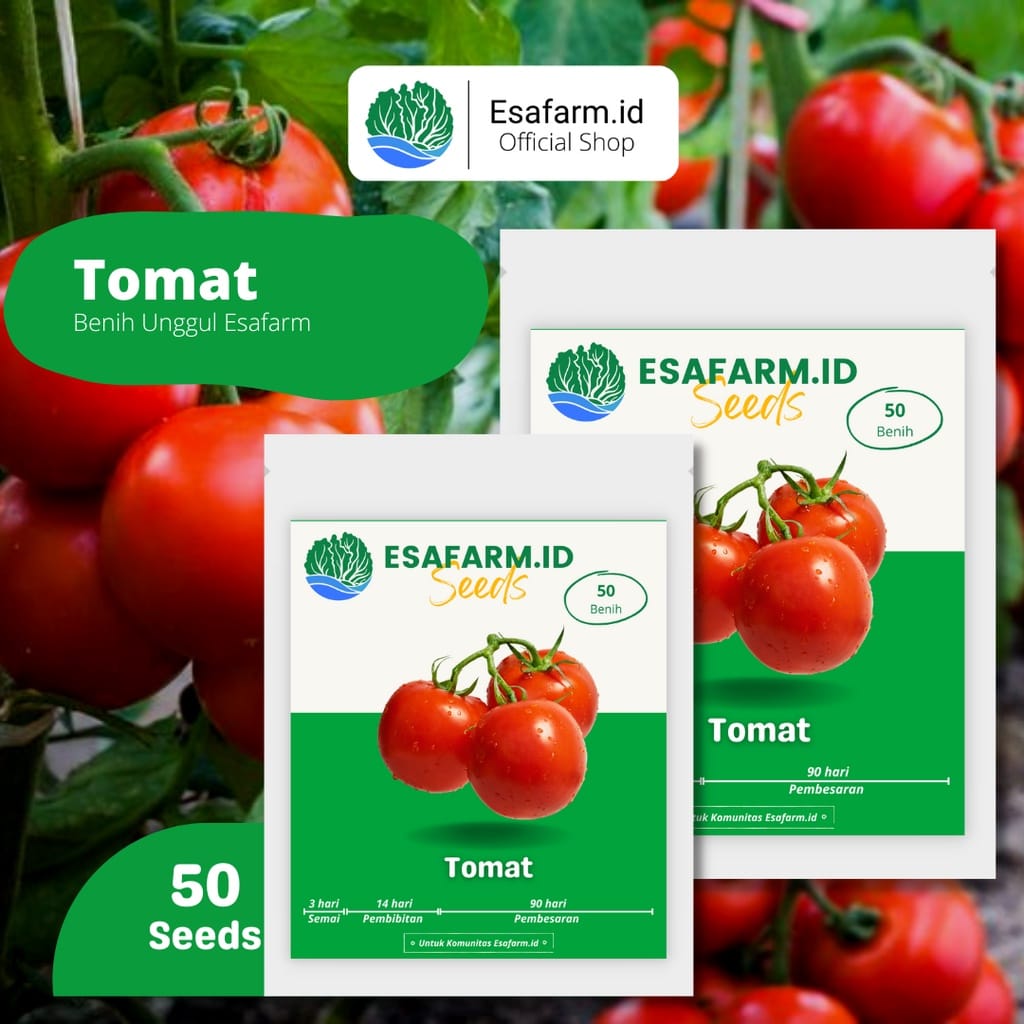 Esafarm.id
Official Shop
Tomat
Benih Unggul Esafarm
ESAFARM.ID
Seeds
50
Benih
Tomat
90 hari
Pembesaran
Komunitas Esafarm.id
ESAFARM.ID
Seeds
50
Benih
Tomat
3 hari 14 hari 90 hari
Semai Pembibitan Pembesaran
Untuk Komunitas Esafarm.id
50
Seeds